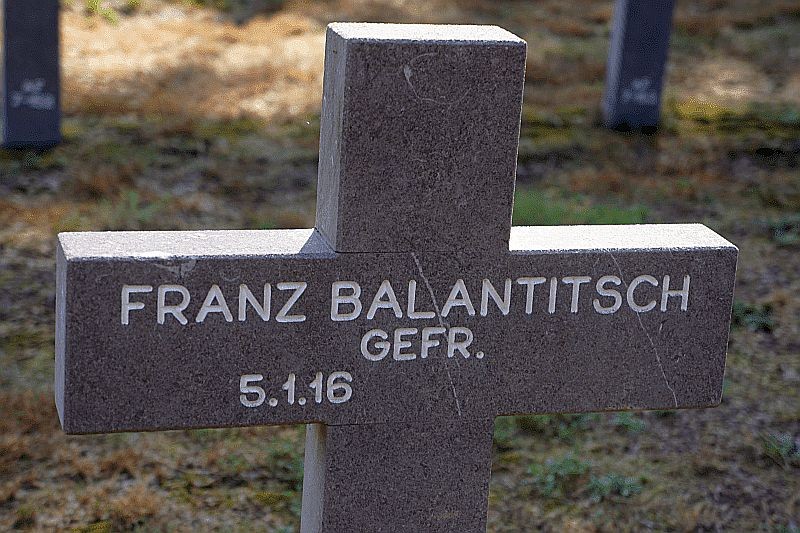 FRANZ BALANTITSCH
GEFR.
5.1.16